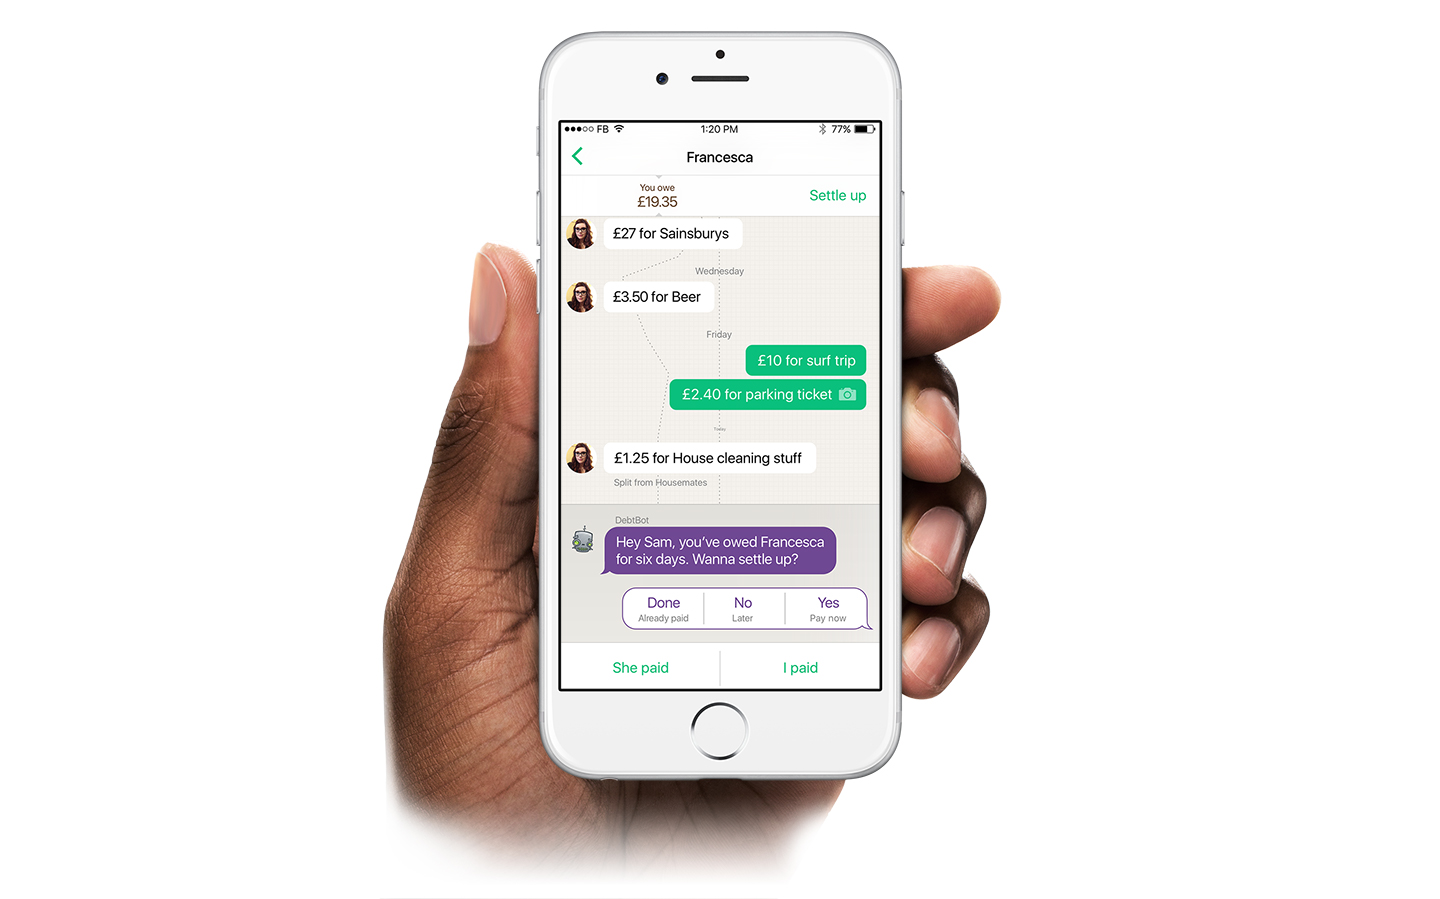 FB 1:20 PM 77%
Francesca
You owe
£19.35
Settle up
£27 for Sainsburys
Wednesday
£3.50 for Beer
Friday
£10 for surf trip
£2.40 for parking ticket
Today
£1.25 for House cleaning stuff
Split from Housemates
DebtBot
Hey Sam, you’ve owed Francesca
for six days. Wanna settle up?
Done No Yes
Already paid Later Pay now
She paid I paid